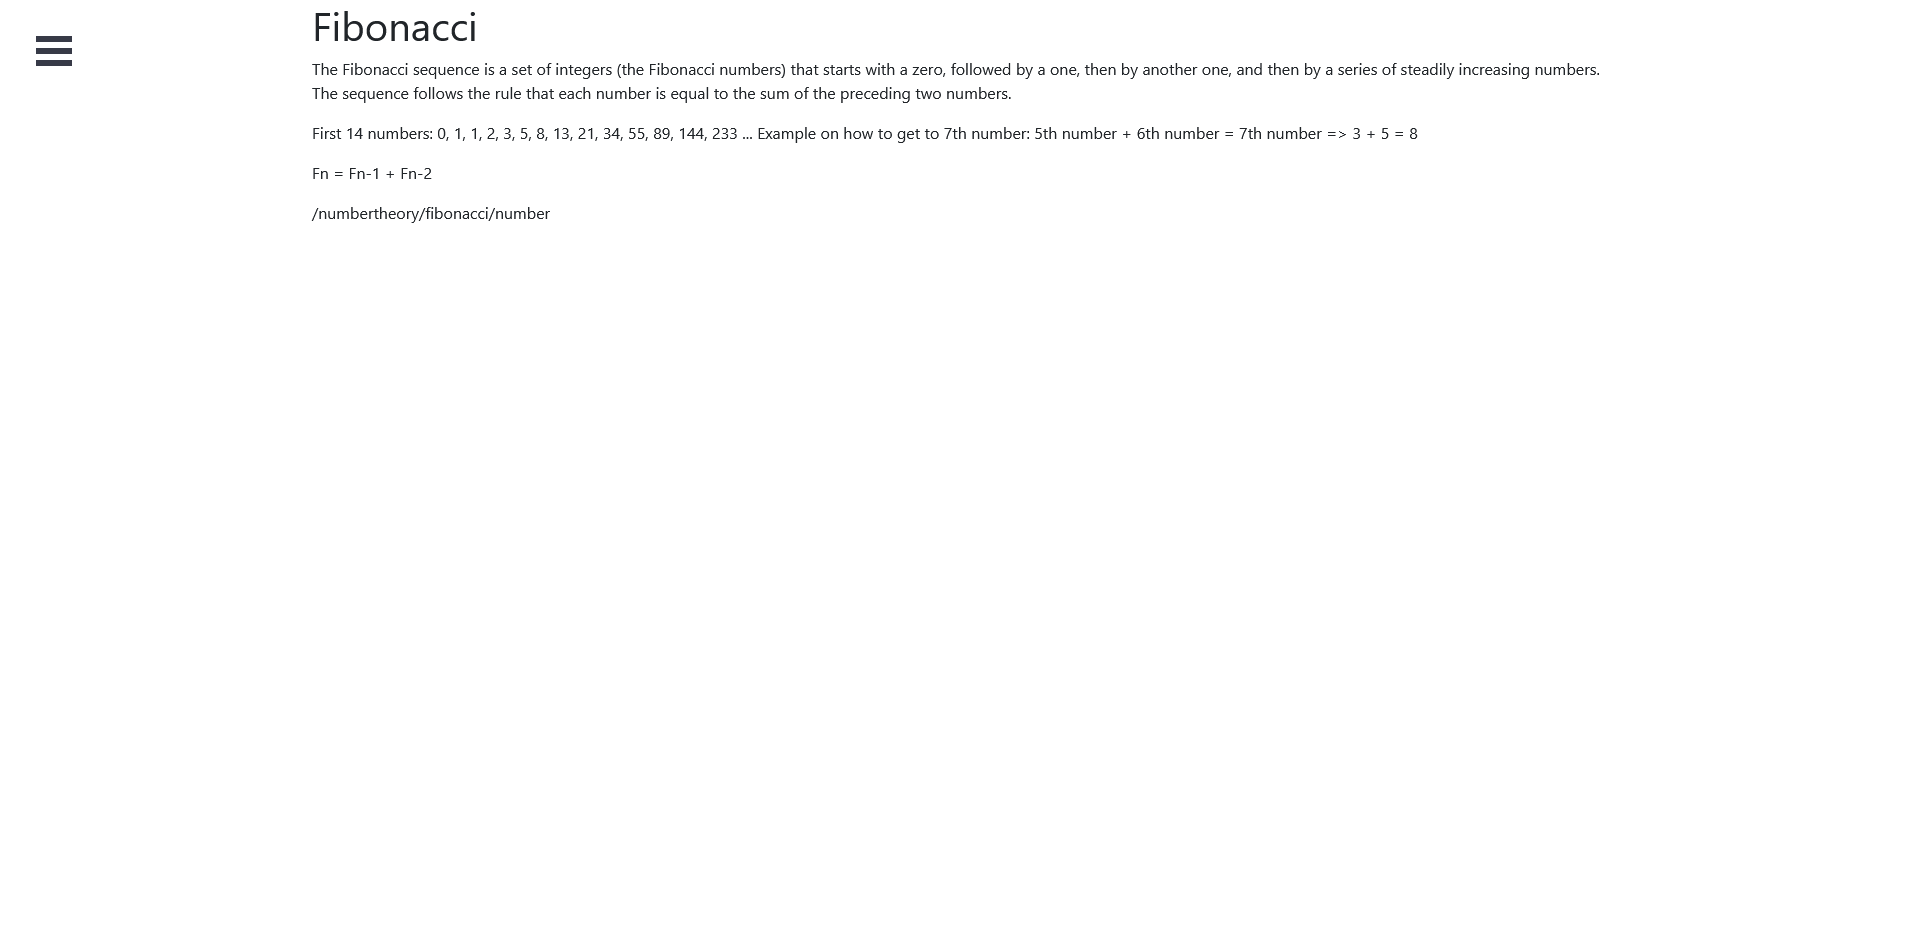 Fibonacci
The Fibonacci sequence is a set of integers (the Fibonacci numbers) that starts with a zero, followed by a one, then by another one, and then by a series of steadily increasing numbers.
The sequence follows the rule that each number is equal to the sum of the preceding two numbers.
First 14 numbers: 0, 1, 1, 2, 3, 5, 8, 13, 21, 34, 55, 89, 144, 233 ... Example on how to get to 7th number: 5th number + 6th number = 7th number => 3 + 5 = 8
Fn = Fn-1 + Fn-2
/numbertheory/fibonacci/number